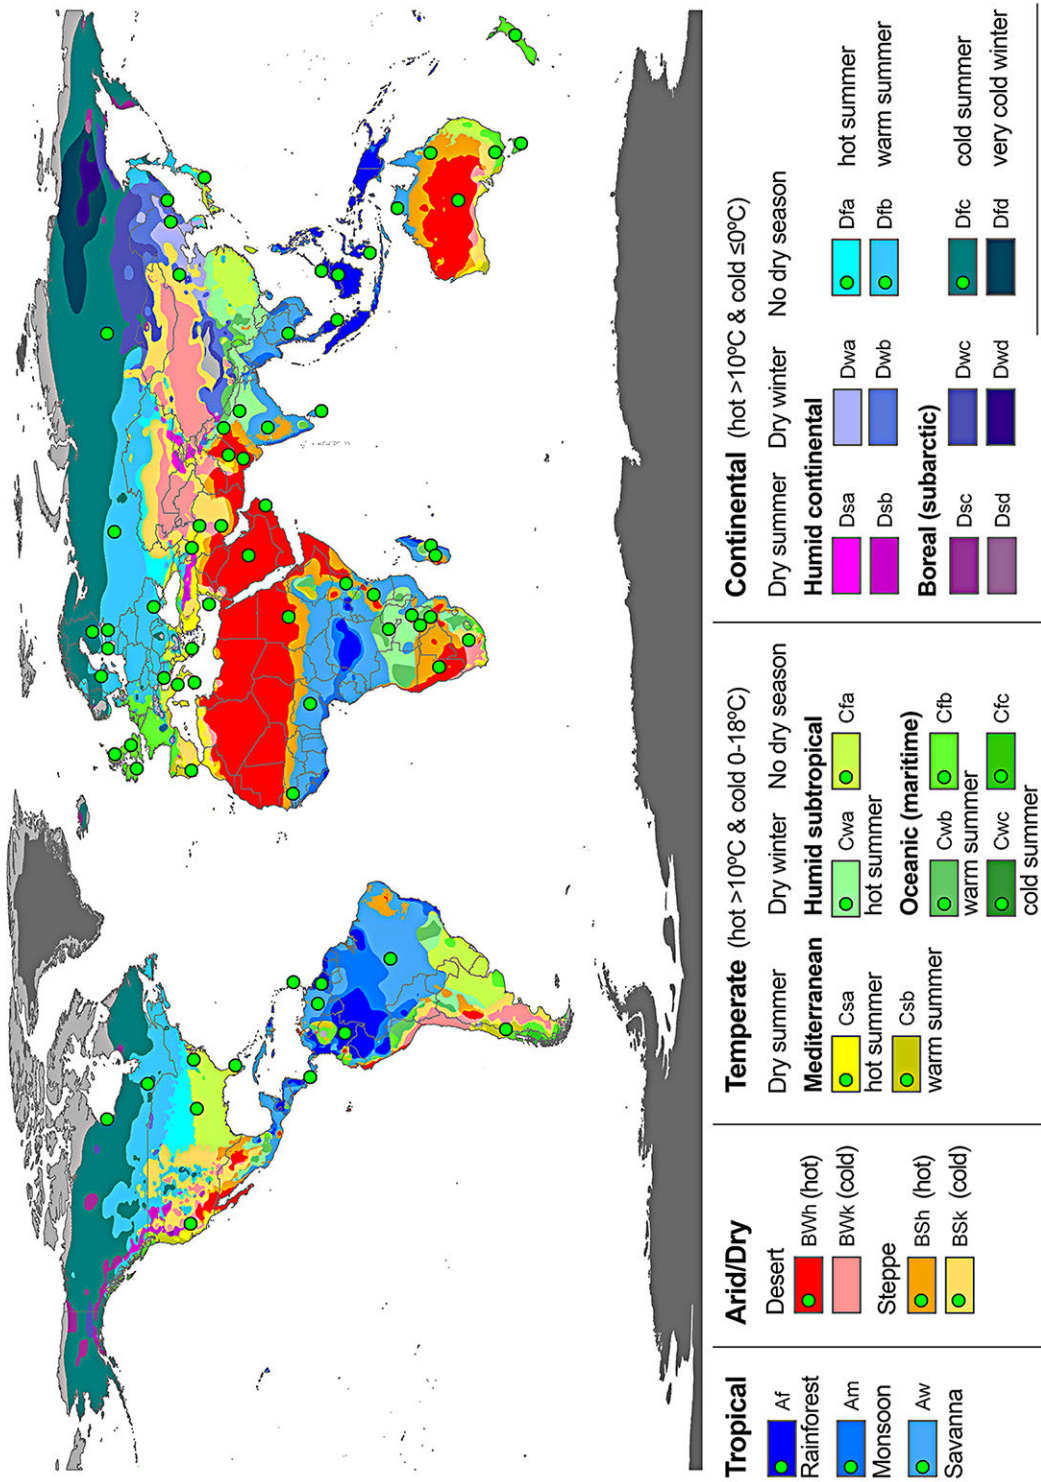 Tropical
Af
Rainforest
Am
Monsoon
Aw
Savanna
Arid/Dry
Desert
BWh (hot)
BWk (cold)
Steppe
BSh (hot)
BSk (cold)
Temperate (hot >10ºC & cold 0-18ºC)
Dry summer Dry winter No dry season
Mediterranean Humid subtropical
Csa Cwa Cfa
hot summer hot summer
Oceanic (maritime)
Csb Cwb Cfb
warm summer warm summer
Cwc Cfc
cold summer
Continental (hot >10ºC & cold ≤0ºC)
Dry summer Dry winter No dry season
Humid continental
Dsa Dwa Dfa hot summer
Dsb Dwb Dfb warm summer
Boreal (subarctic)
Dsc Dwc Dfc cold summer
Dsd Dwd Dfd very cold winter